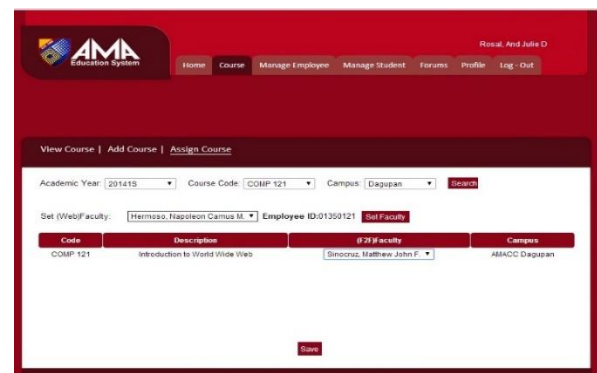 AMA
Education System
Rosal, And Julie D
Home Course Manage Employee Manage Student Forums Profile Log - Out
View Course | Add Course | Assign Course
Academic Year: 201415 Course Code: COMP 121 Campus: Dagupan Search
Set (Web)Faculty: Hermoso, Napoleon Camus M. Employee ID:01350121 Set Faculty
Code Description (F2F)Faculty Campus
COMP 121 Introduction to World Wide Web Sinocruz, Matthew John F. AMACC Dagupan
Save